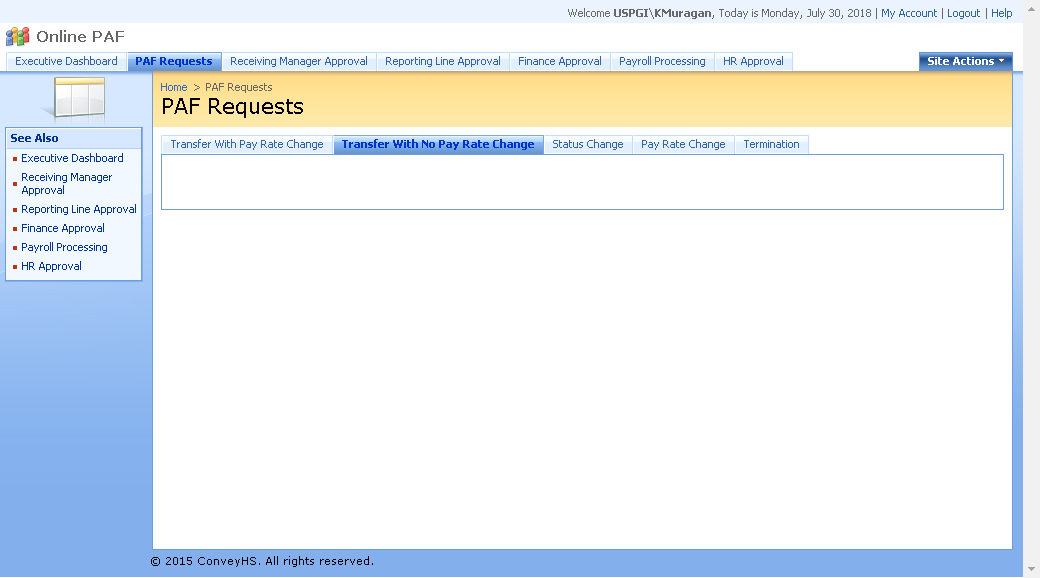 Welcome USPGI\KMuragan, Today is Monday, July 30, 2018 | My Account | Logout | Help
Online PAF
Executive Dashboard PAF Requests Receiving Manager Approval Reporting Line Approval Finance Approval Payroll Processing HR Approval Site Actions
Home > PAF Requests
PAF Requests
See Also
Executive Dashboard
Receiving Manager
Approval
Reporting Line Approval
Finance Approval
Payroll Processing
HR Approval
Transfer With Pay Rate Change Transfer With No Pay Rate Change Status Change Pay Rate Change Termination
© 2015 ConveyHS. All rights reserved.